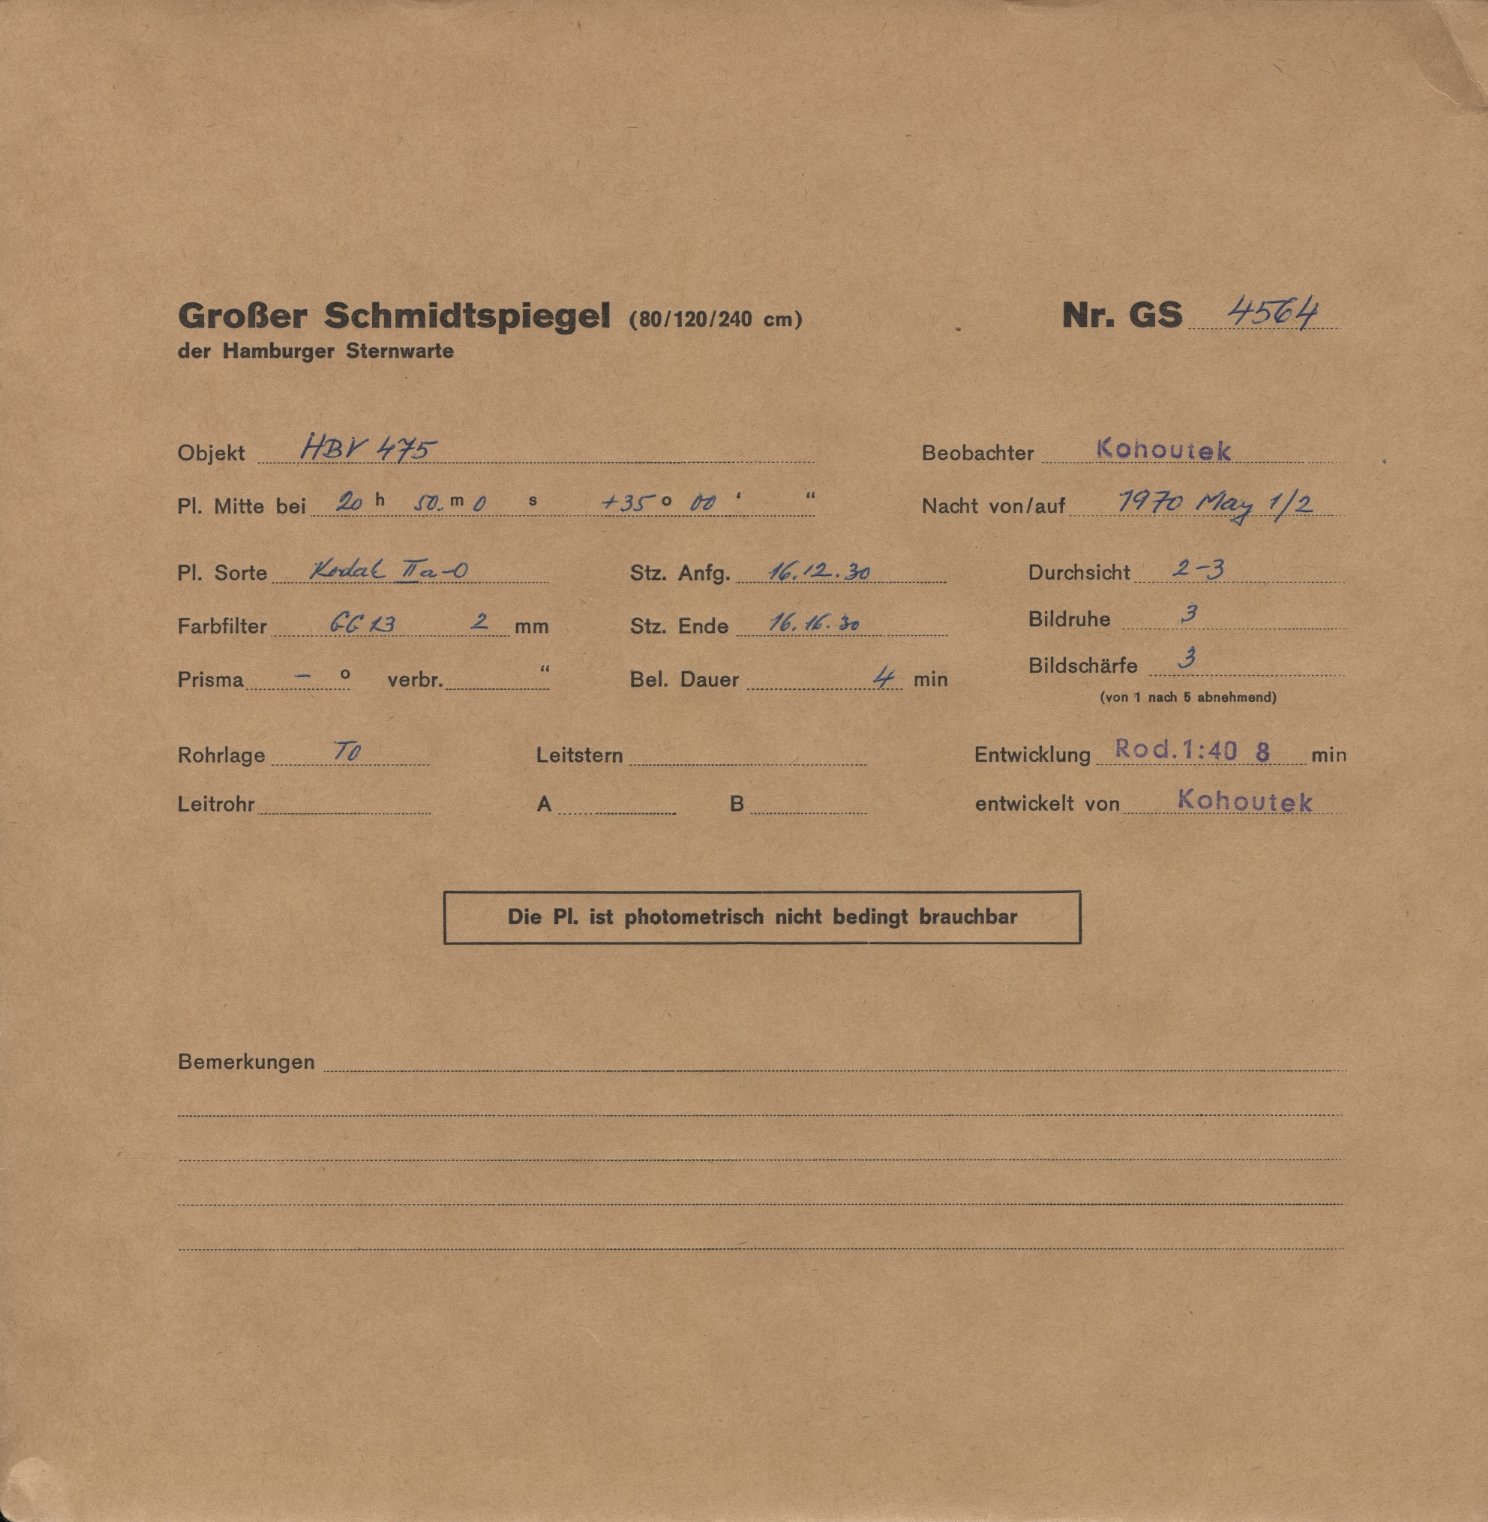 Großer Schmidtspiegel (80/120/240 cm) Nr. GS 4564
der Hamburger Sternwarte
Objekt HBV 475 Beobachter Kohoutek
Pl. Mitte bei 20 h 50. m 0 s +35 o 00 ‘ “ Nacht von/auf 1970 May 1/2
Pl. Sorte Kodak IIa-O Stz. Anfg. 16.12.30 Durchsicht 2-3
Farbfilter GG 13 2 mm Stz. Ende 16.16.30 Bildruhe 3
Prisma – o verbr. “ Bel. Dauer 4 min Bildschärfe 3
(von 1 nach 5 abnehmend)
Rohrlage TO Leitstern Entwicklung Rod.1:40 8 min
Leitrohr A B entwickelt von Kohoutek
Die Pl. ist photometrisch nicht bedingt brauchbar
Bemerkungen